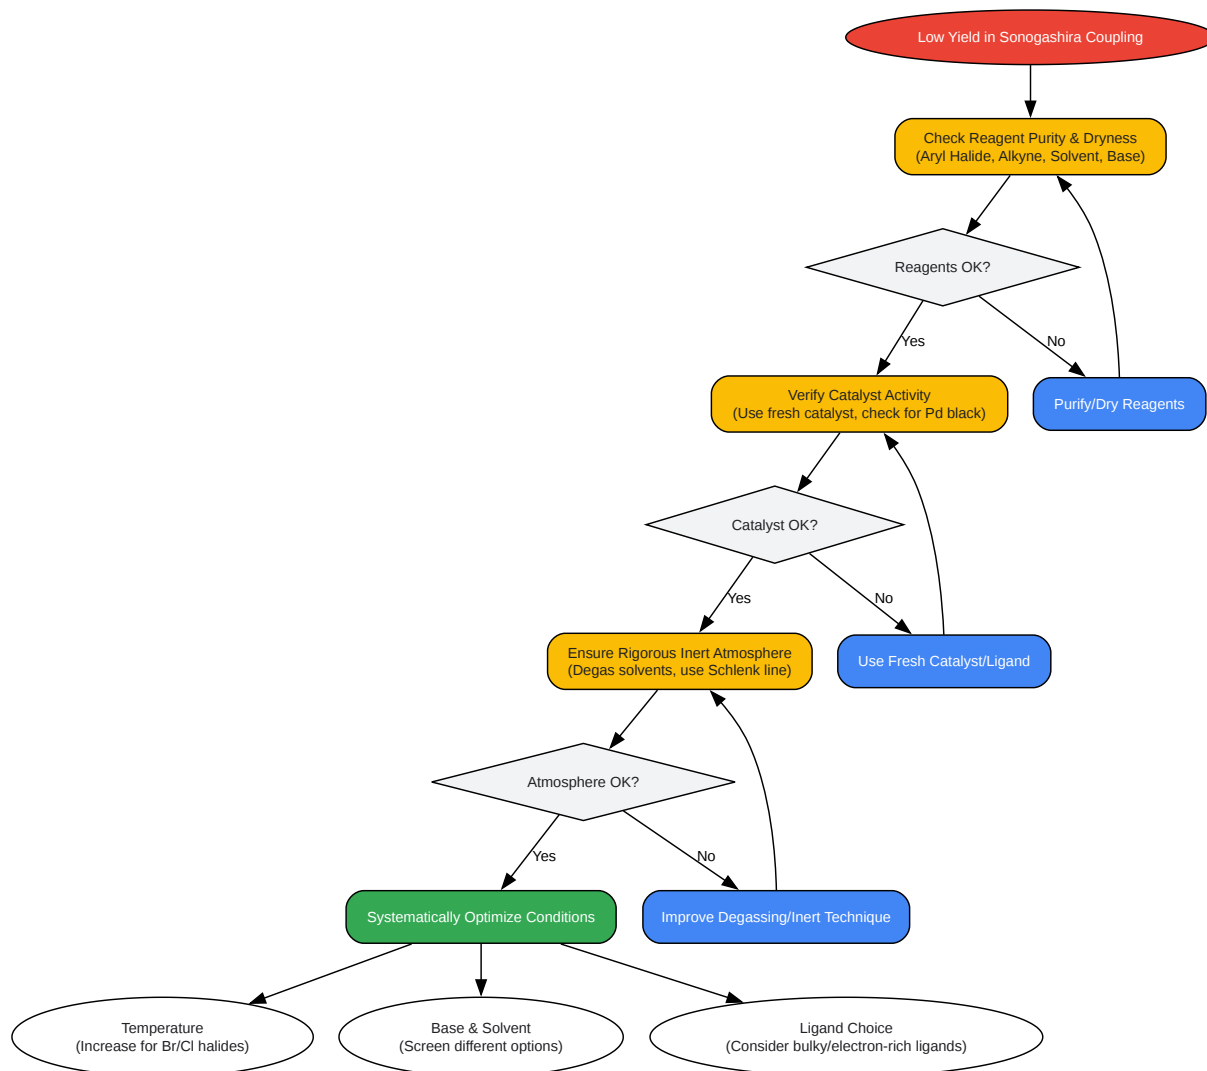 Low Yield in Sonogashira Coupling
Check Reagent Purity & Dryness
(Aryl Halide, Alkyne, Solvent, Base)
Reagents OK?
Yes
No
Verify Catalyst Activity
(Use fresh catalyst, check for Pd black)
Purify/Dry Reagents
Catalyst OK?
Yes
No
Ensure Rigorous Inert Atmosphere
(Degas solvents, use Schlenk line)
Use Fresh Catalyst/Ligand
Atmosphere OK?
Yes
No
Systematically Optimize Conditions
Improve Degassing/Inert Technique
Temperature
(Increase for Br/Cl halides)
Base & Solvent
(Screen different options)
Ligand Choice
(Consider bulky/electron-rich ligands)